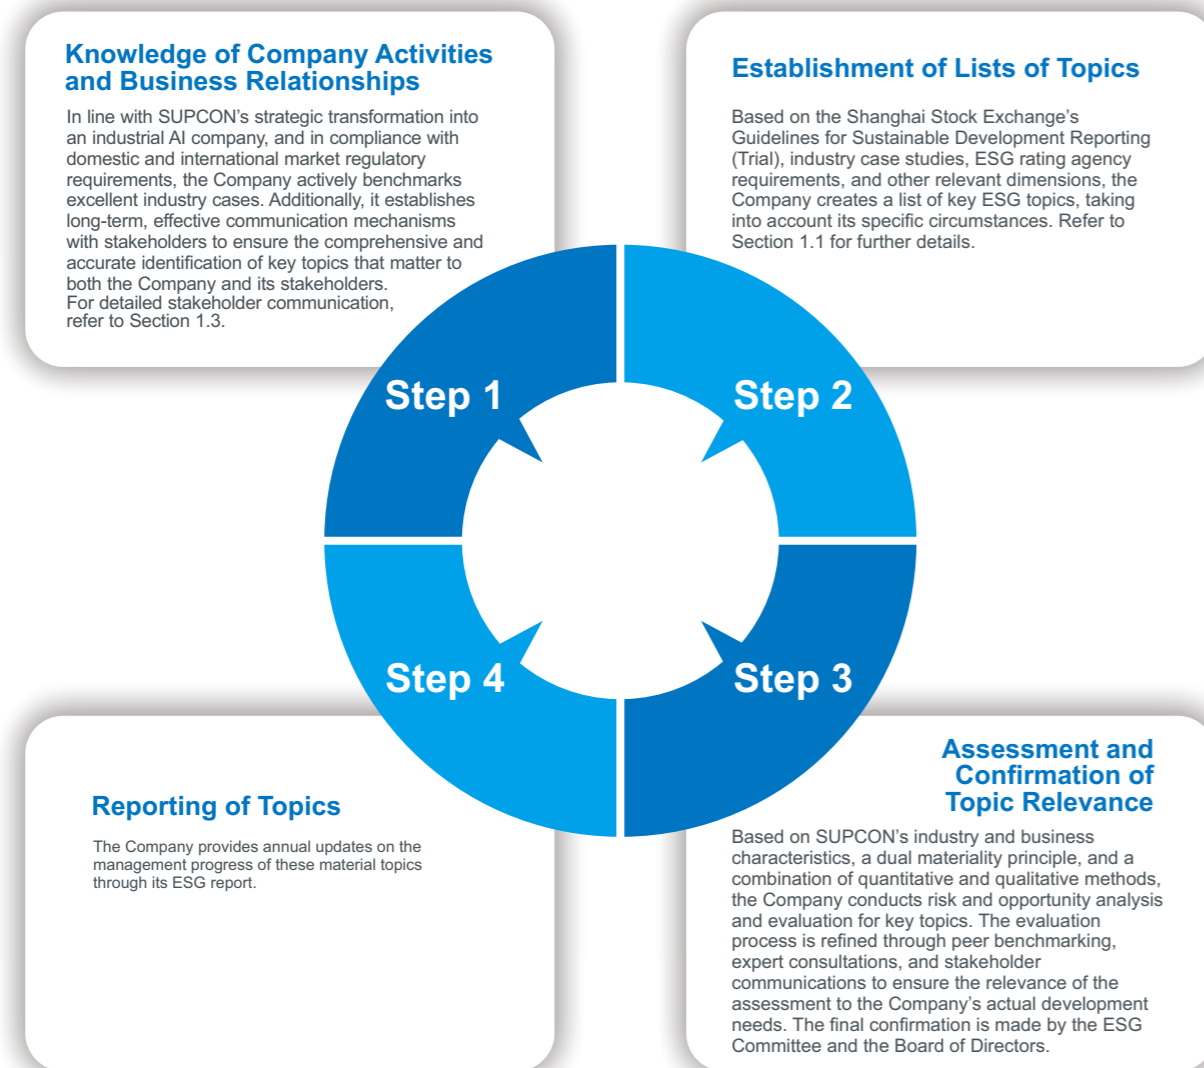 Knowledge of Company Activities
and Business Relationships
In line with SUPCON's strategic transformation into
an industrial AI company, and in compliance with
domestic and international market regulatory
requirements, the Company actively benchmarks
excellent industry cases. Additionally, it establishes
long-term, effective communication mechanisms
with stakeholders to ensure the comprehensive and
accurate identification of key topics that matter to
both the Company and its stakeholders.
For detailed stakeholder communication,
refer to Section 1.3.
Establishment of Lists of Topics
Based on the Shanghai Stock Exchange's
Guidelines for Sustainable Development Reporting
(Trial), industry case studies, ESG rating agency
requirements, and other relevant dimensions, the
Company creates a list of key ESG topics, taking
into account its specific circumstances. Refer to
Section 1.1 for further details.
Step 1
Step 2
Step 4
Step 3
Reporting of Topics
The Company provides annual updates on the
management progress of these material topics
through its ESG report.
Assessment and
Confirmation of
Topic Relevance
Based on SUPCON's industry and business
characteristics, a dual materiality principle, and a
combination of quantitative and qualitative methods,
the Company conducts risk and opportunity analysis
and evaluation for key topics. The evaluation
process is refined through peer benchmarking,
expert consultations, and stakeholder
communications to ensure the relevance of the
assessment to the Company's actual development
needs. The final confirmation is made by the ESG
Committee and the Board of Directors.